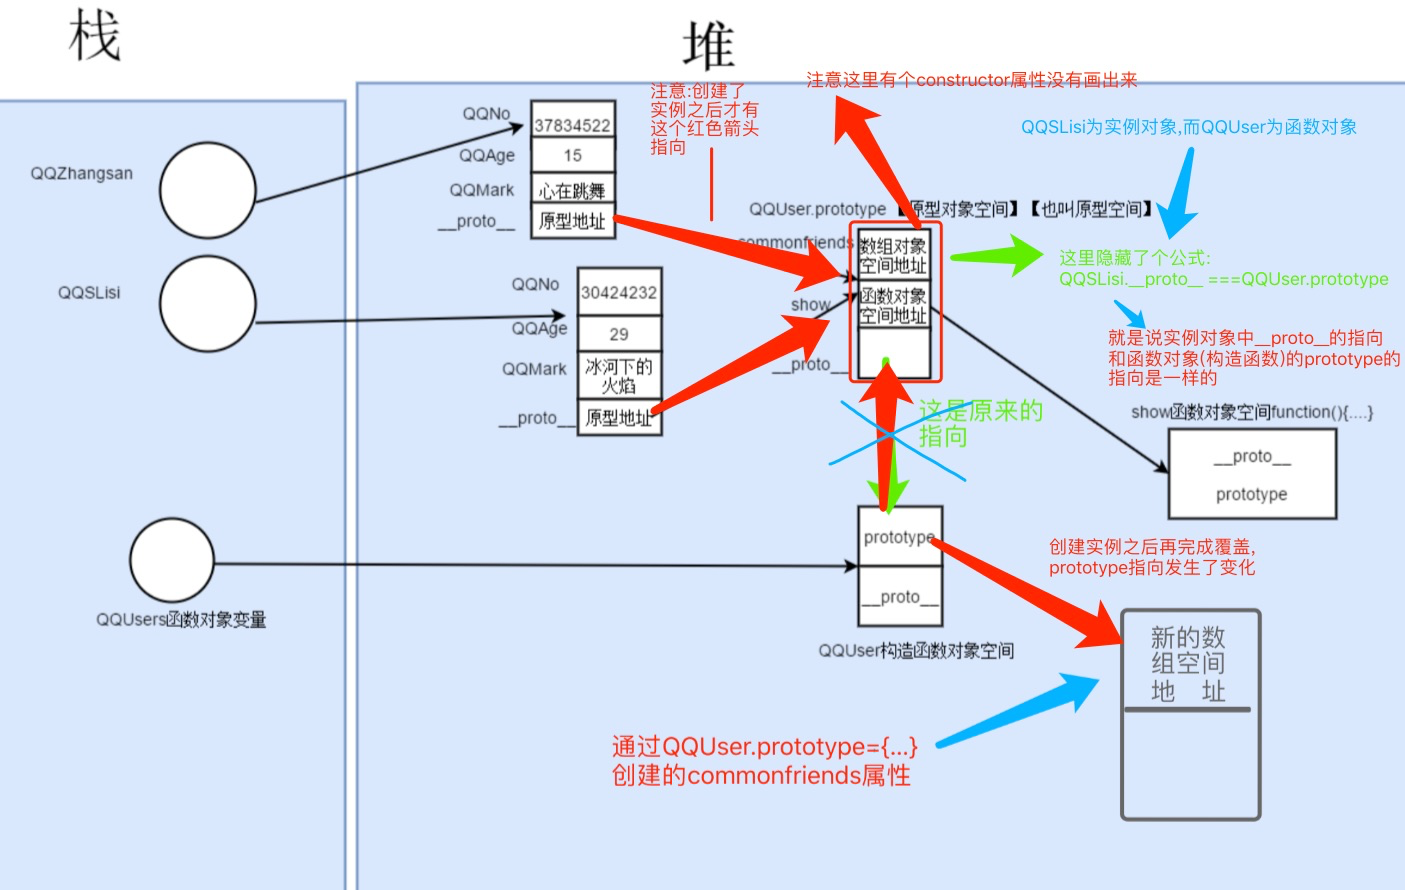 栈
堆
注意:创建了
实例之后才有
这个红色箭头
指向
注意这里有个constructor属性没有画出来
QQSLisi为实例对象,而QQUser为函数对象
QQZhangsan
QQNo
37834522
QQAge
15
QQMark
心在跳舞
__proto__
原型地址
QQUser.prototype 【原型对象空间】【也叫原型空间】
commonfriends
数组对象
空间地址
show
函数对象
空间地址
__proto__
这里隐藏了个公式:
QQSLisi.__proto__ ===QQUser.prototype
就是说实例对象中__proto__的指向
和函数对象(构造函数)的prototype的
指向是一样的
QQSLisi
QQNo
30424232
QQAge
29
QQMark
冰河下的
火焰
__proto__
原型地址
这是原来的
指向
show函数对象空间function(){....}
__proto__
prototype
QQUsers函数对象变量
prototype
__proto__
QQUser构造函数对象空间
创建实例之后再完成覆盖,
prototype指向发生了变化
新的数
组空间
地 址
通过QQUser.prototype={...}
创建的commonfriends属性